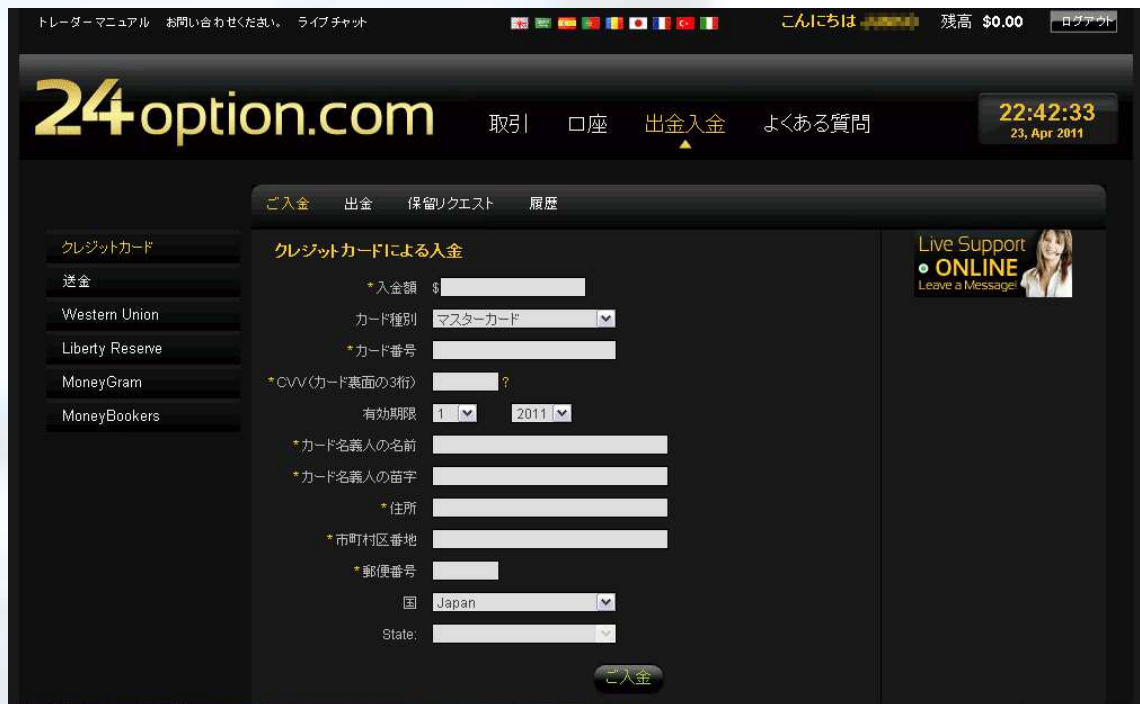 トレーダーマニュアル お問い合わせください。 ライブチャット こんにちは 残高 $0.00 ログアウト
24option.com 取引 口座 出金入金 よくある質問
22:42:33
23, Apr 2011
ご入金 出金 保留リクエスト 履歴
クレジットカード
送金
Western Union
Liberty Reserve
MoneyGram
MoneyBookers
クレジットカードによる入金
*入金額 $
カード種別 マスターカード
*カード番号
*CVV(カード裏面の3桁) ?
有効期限 1 2011
*カード名義人の名前
*カード名義人の苗字
*住所
*市町村区番地
*郵便番号
国 Japan
State:
ご入金
Live Support
ONLINE
Leave a Message!